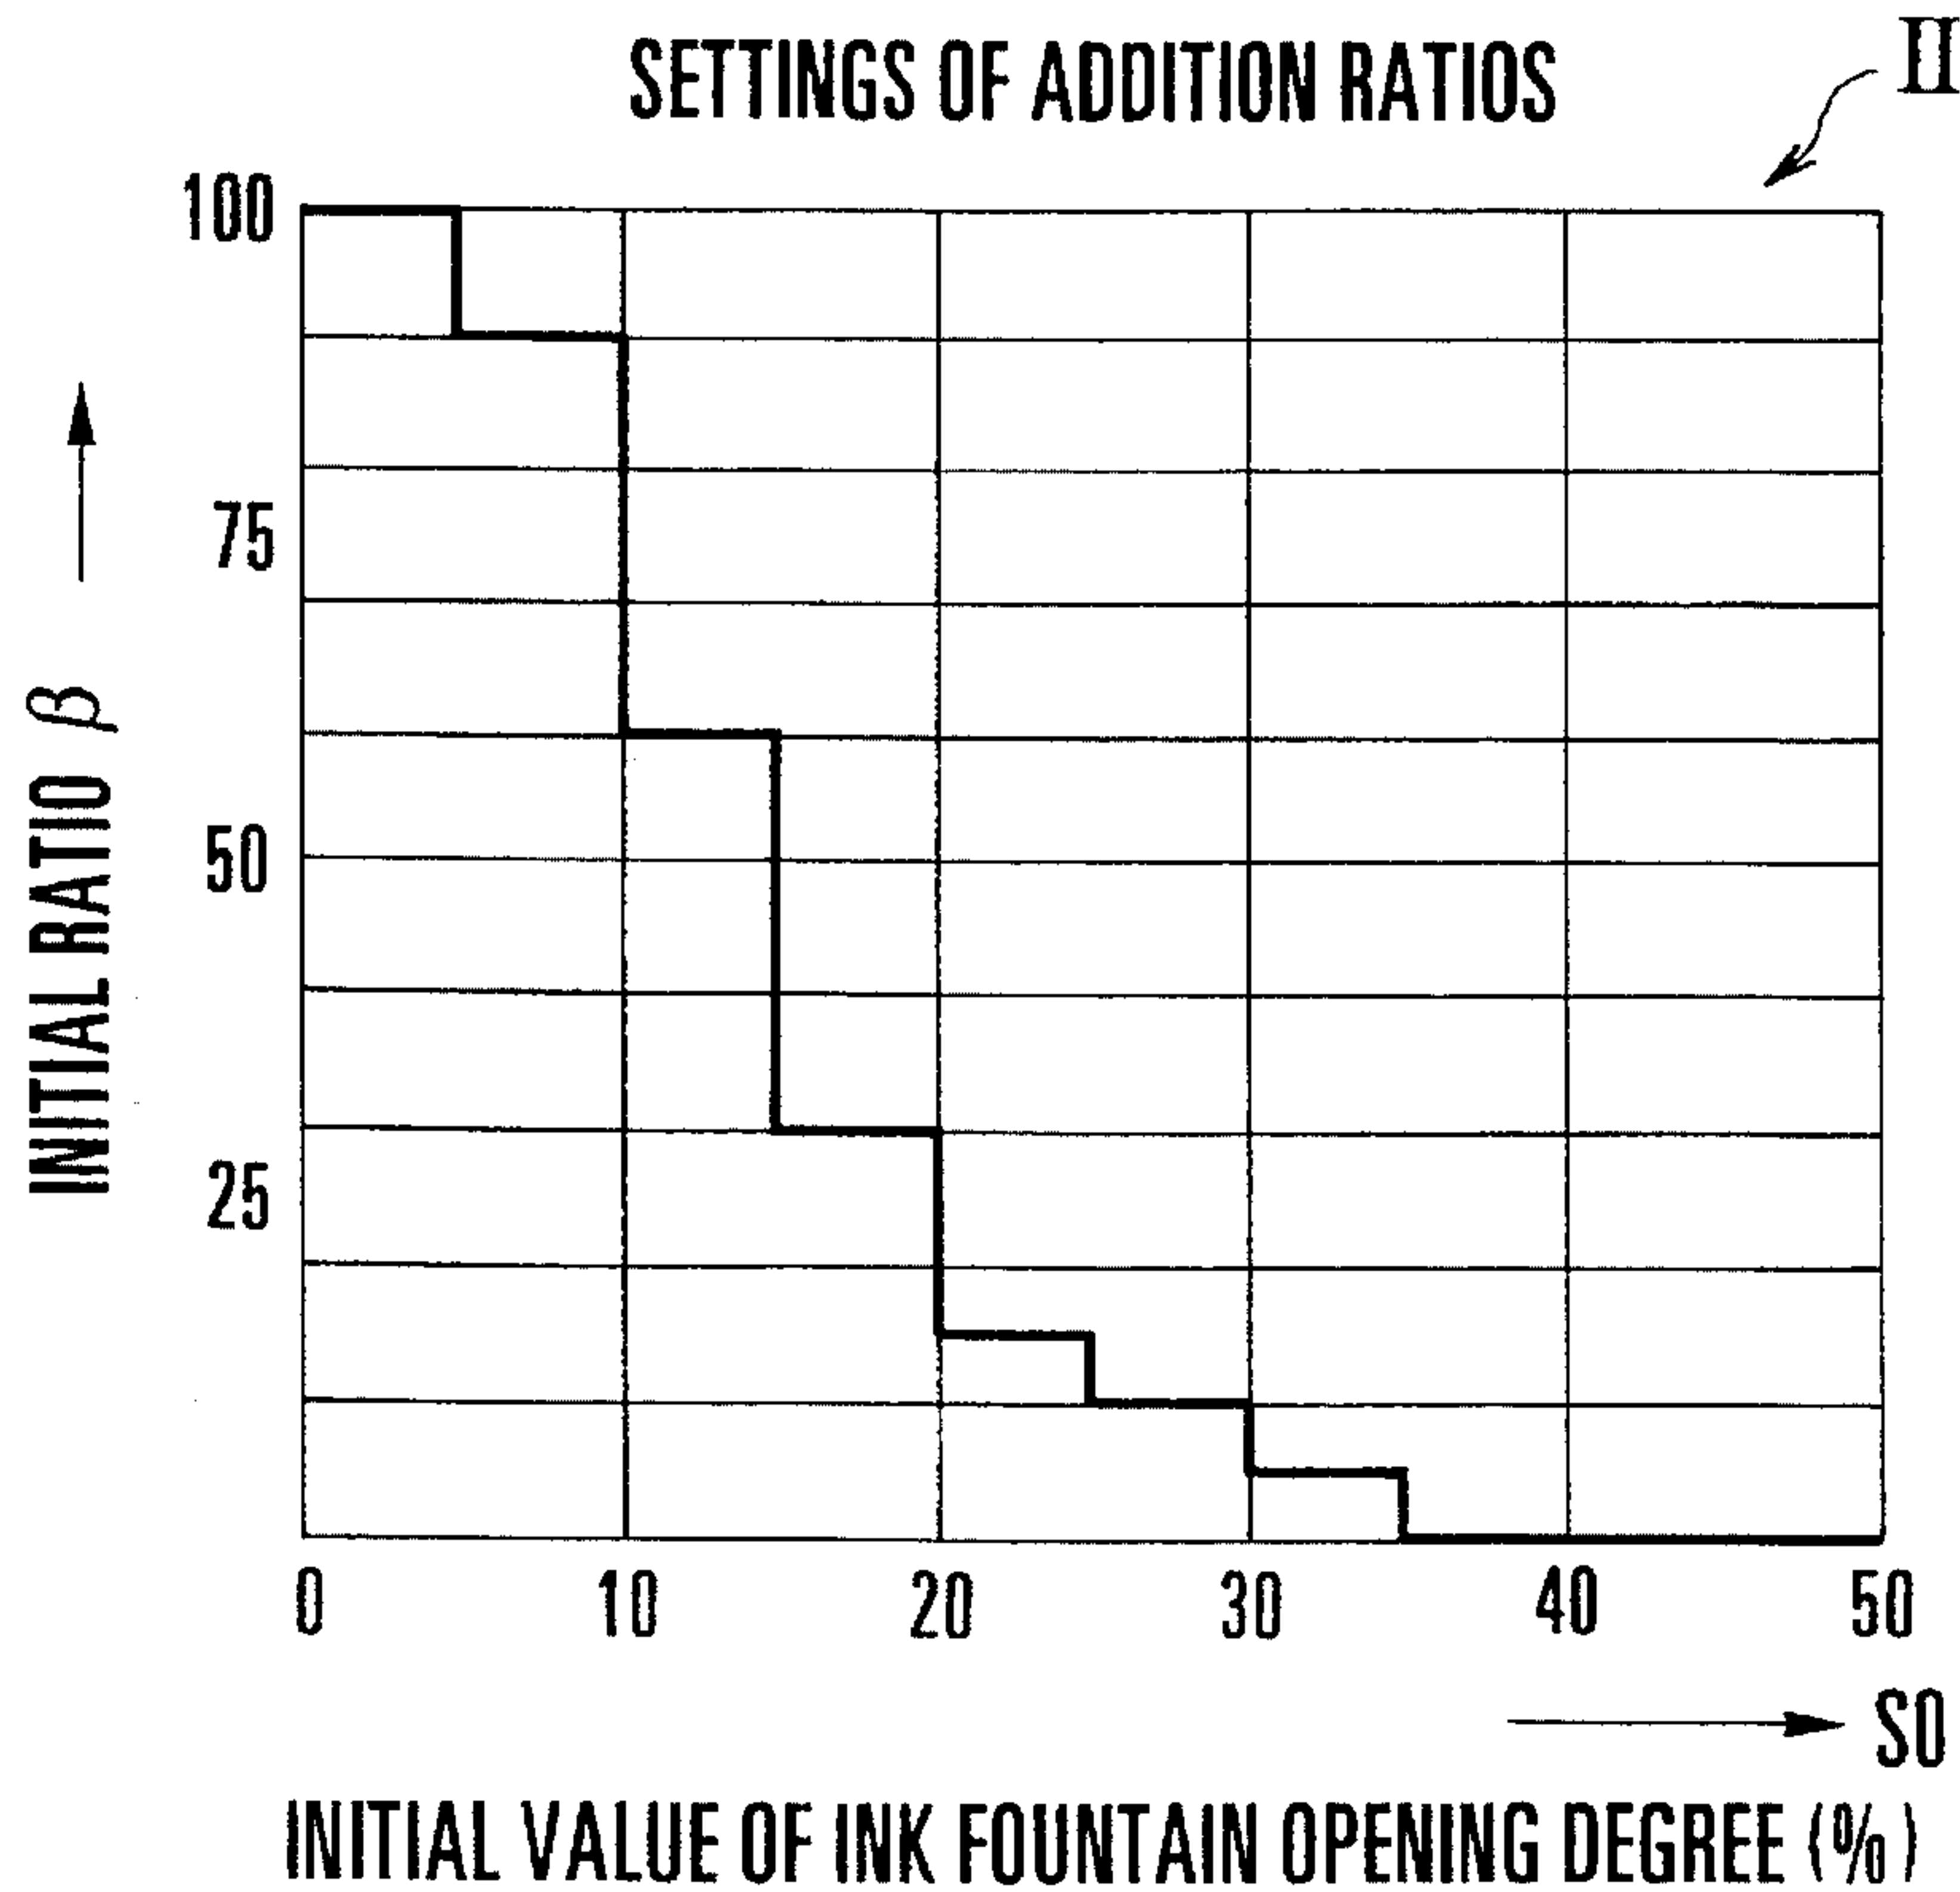 SETTINGS OF ADDITION RATIOS
II
100
75
50
25
INITIAL RATIO β
0 10 20 30 40 50
S0
INITIAL VALUE OF INK FOUNTAIN OPENING DEGREE (%)